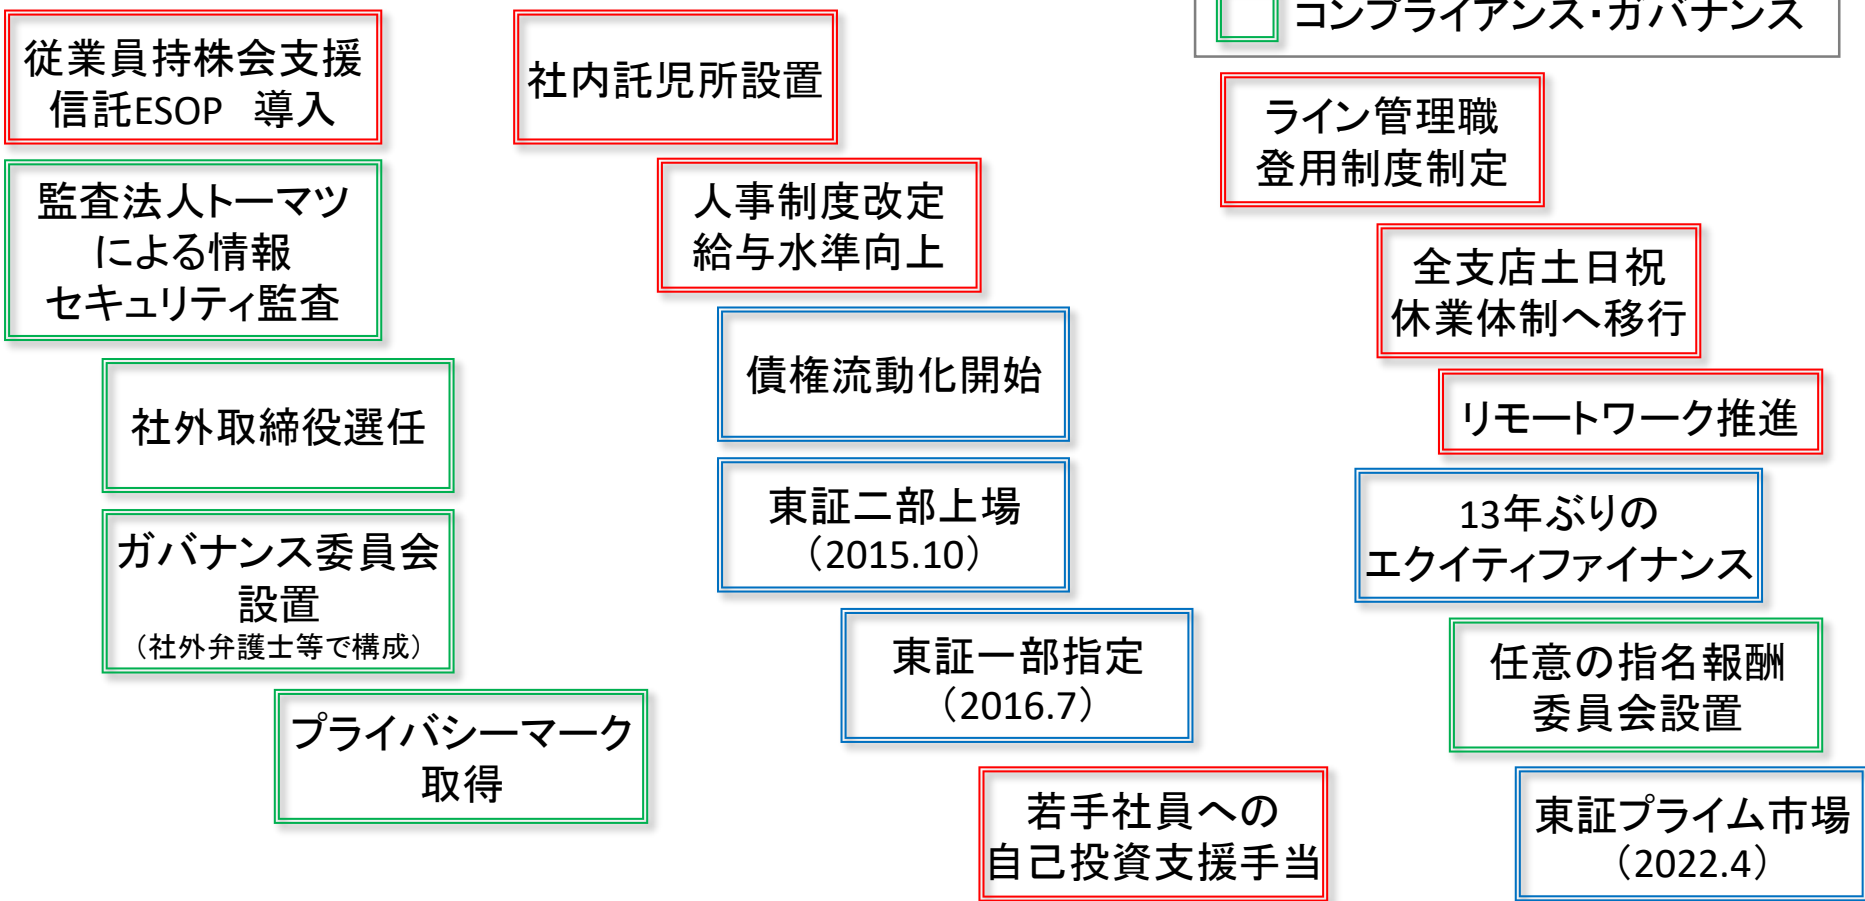 コンプライアンス・ガバナンス
従業員持株会支援
信託ESOP　導入
監査法人トーマツ
による情報
セキュリティ監査
社外取締役選任
ガバナンス委員会
設置
（社外弁護士等で構成）
プライバシーマーク
取得
社内託児所設置
人事制度改定
給与水準向上
債権流動化開始
東証二部上場
（2015.10）
東証一部指定
（2016.7）
若手社員への
自己投資支援手当
ライン管理職
登用制度制定
全支店土日祝
休業体制へ移行
リモートワーク推進
13年ぶりの
エクイティファイナンス
任意の指名報酬
委員会設置
東証プライム市場
（2022.4）